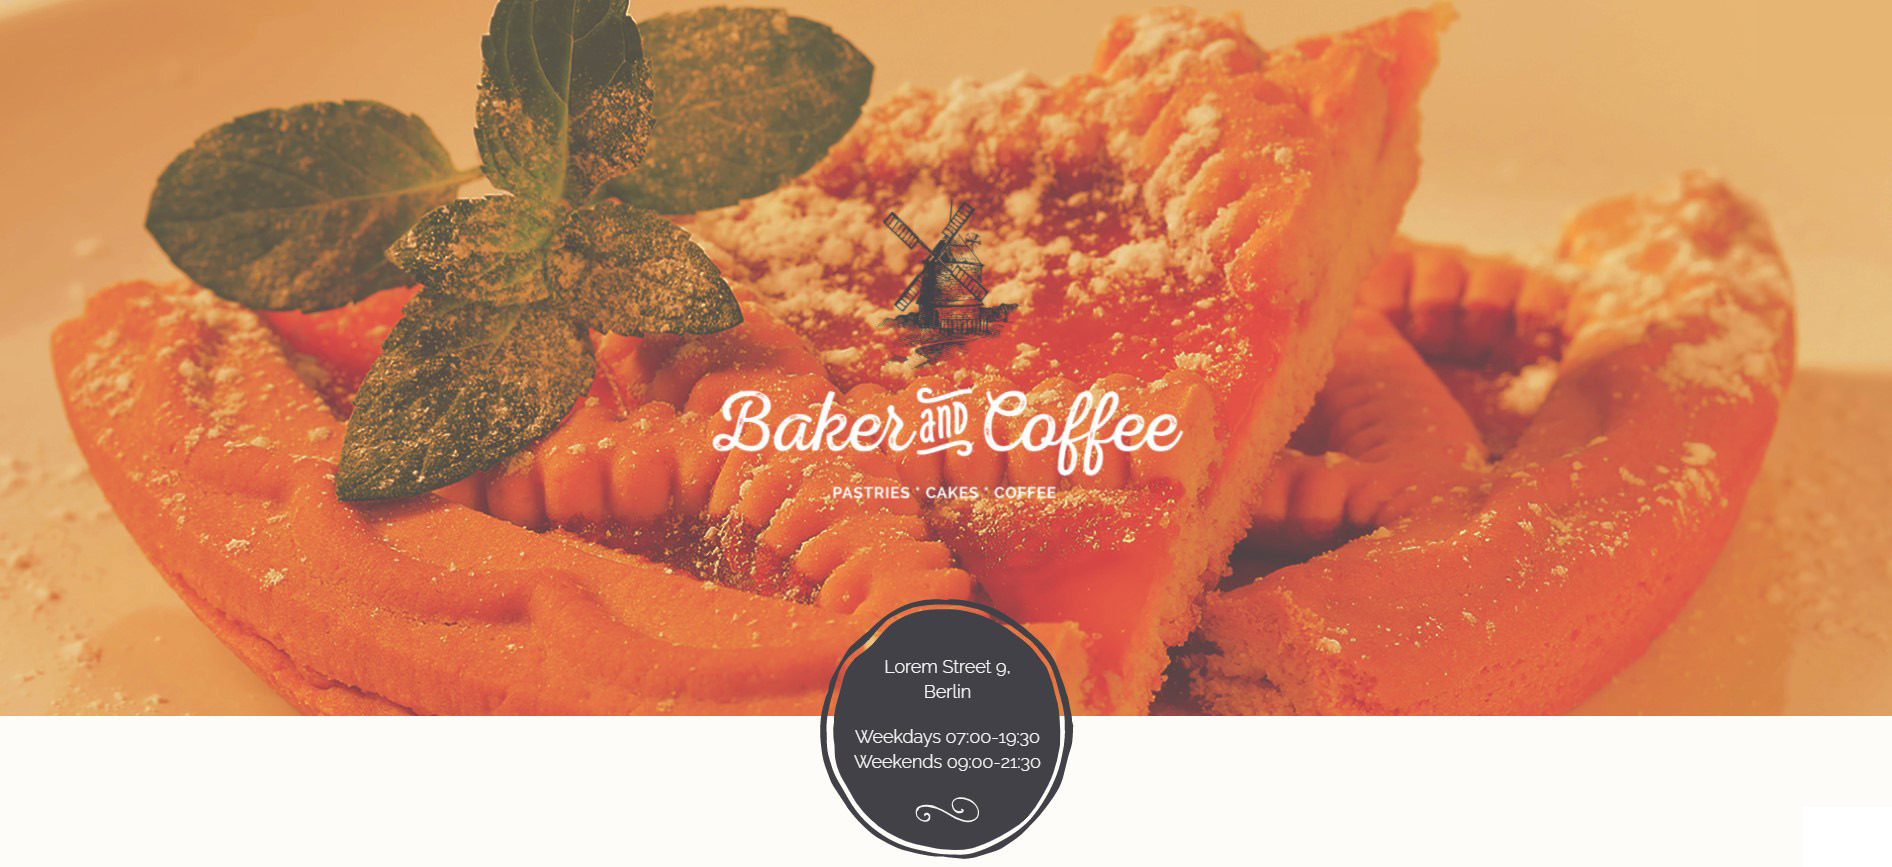 Baker and Coffee
PASTRIES * CAKES * COFFEE
Lorem Street 9,
Berlin
Weekdays 07:00-19:30
Weekends 09:00-21:30